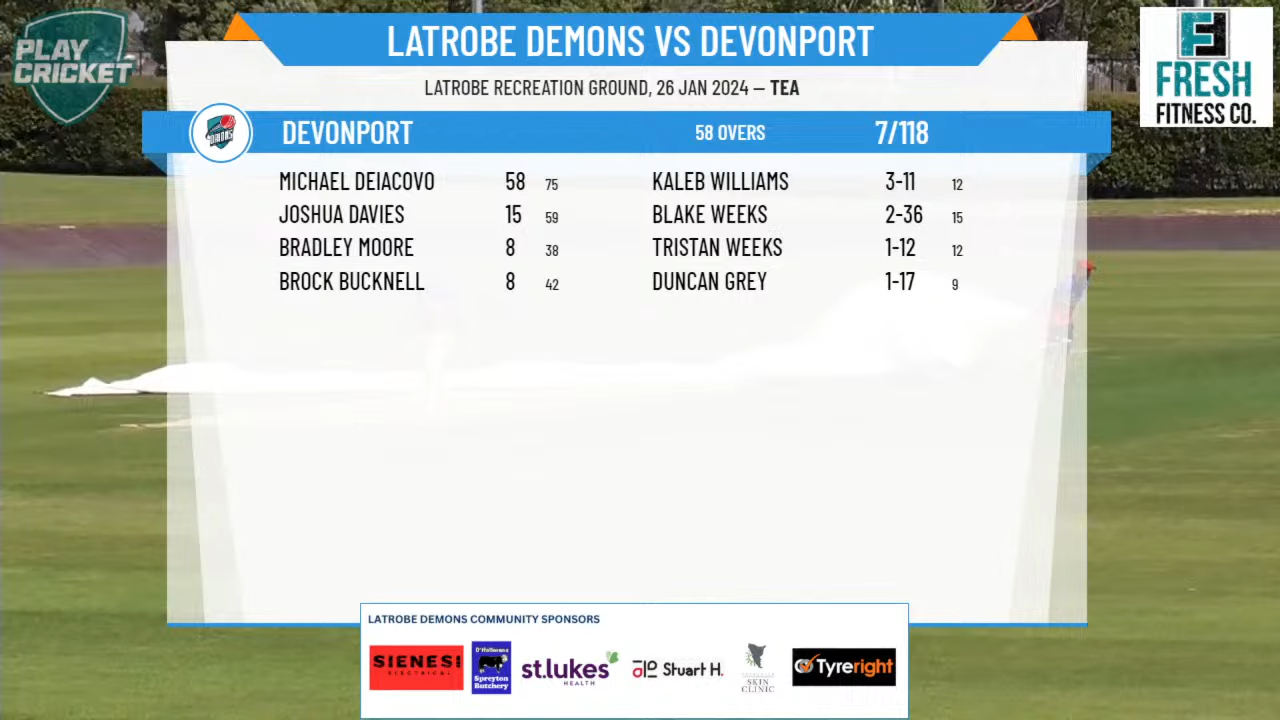 PLAY
CRICKET
LATROBE DEMONS VS DEVONPORT
LATROBE RECREATION GROUND, 26 JAN 2024 – TEA
FRESH
FITNESS CO.
DEVONPORT 58 OVERS 7/118
MICHAEL DEIACOVO 58 75 KALEB WILLIAMS 3-11 12
JOSHUA DAVIES 15 59 BLAKE WEEKS 2-36 15
BRADLEY MOORE 8 38 TRISTAN WEEKS 1-12 12
BROCK BUCKNELL 8 42 DUNCAN GREY 1-17 9
LATROBE DEMONS COMMUNITY SPONSORS
SIENESI
ELECTRICAL
O'Hallorans
Spreyton
Butchery
st.lukes
HEALTH
Stuart H.
SKIN
CLINIC
Tyreright